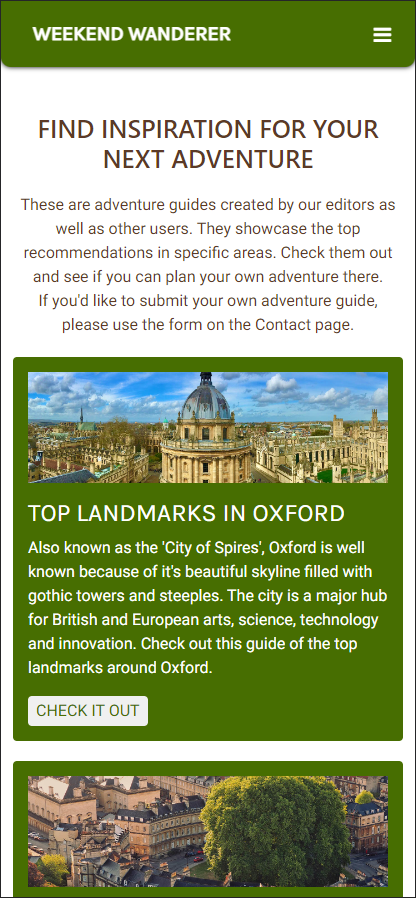 WEEKEND WANDERER
FIND INSPIRATION FOR YOUR
NEXT ADVENTURE
These are adventure guides created by our editors as
well as other users. They showcase the top
recommendations in specific areas. Check them out
and see if you can plan your own adventure there.
If you'd like to submit your own adventure guide,
please use the form on the Contact page.
TOP LANDMARKS IN OXFORD
Also known as the 'City of Spires', Oxford is well
known because of it's beautiful skyline filled with
gothic towers and steeples. The city is a major hub
for British and European arts, science, technology
and innovation. Check out this guide of the top
landmarks around Oxford.
CHECK IT OUT